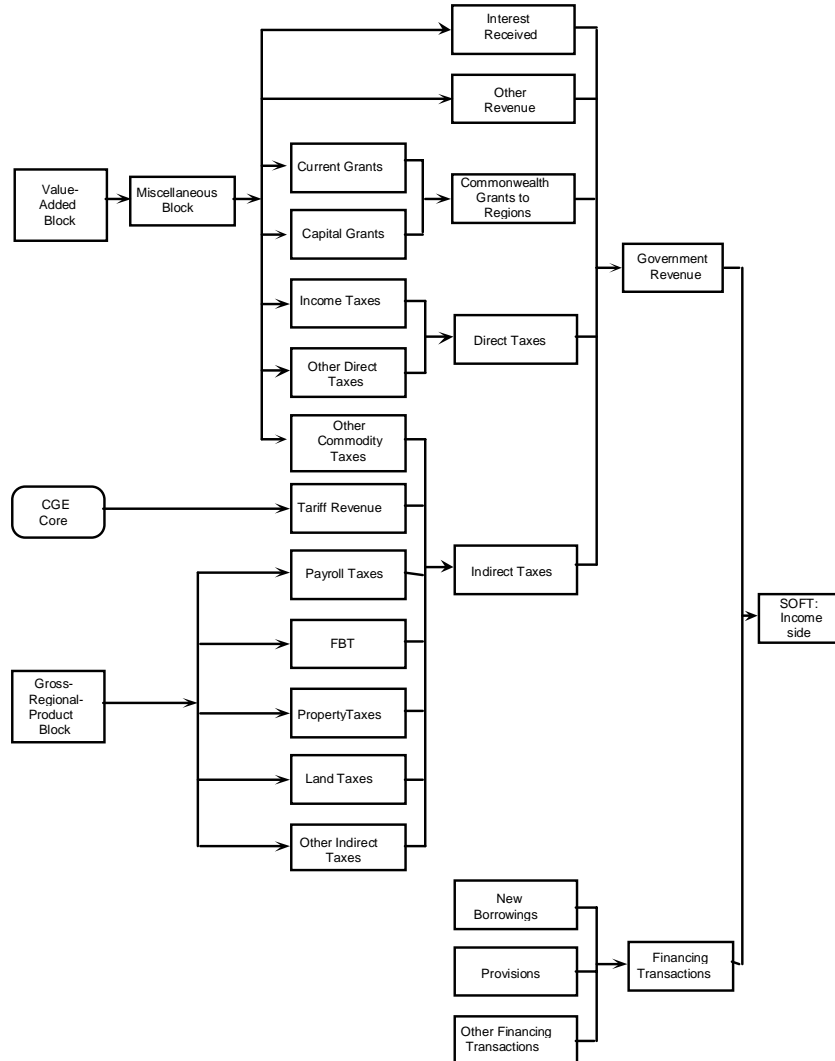 Interest
Received
Other
Revenue
Current Grants
Commonwealth
Grants to
Regions
Value-
Added
Block
Miscellaneous
Block
Capital Grants
Government
Revenue
Income Taxes
Direct Taxes
Other Direct
Taxes
Other
Commodity
Taxes
CGE
Core
Tariff Revenue
Payroll Taxes
Indirect Taxes
SOFT:
Income
side
FBT
Gross-
Regional-
Product
Block
PropertyTaxes
Land Taxes
Other Indirect
Taxes
New
Borrowings
Provisions
Financing
Transactions
Other Financing
Transactions